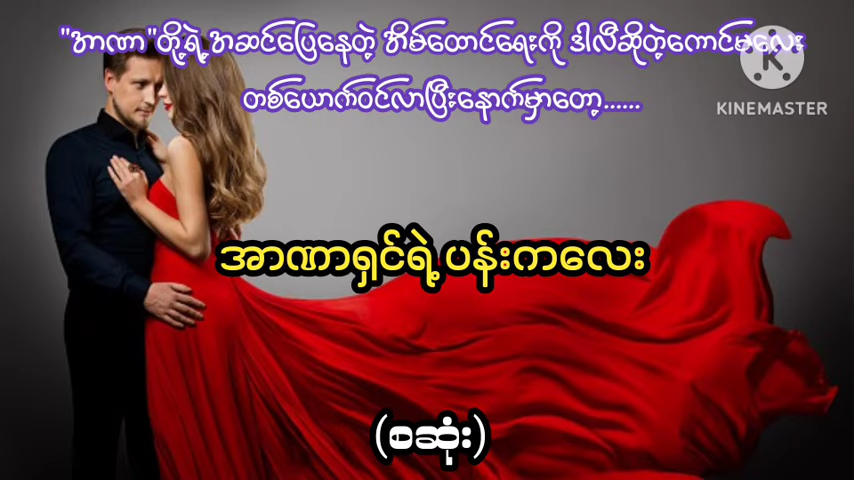 "အာဏာ"တို့ရဲ့ အဆင်ပြေနေတဲ့ အိမ်ထောင်ရေးကို ဒါလီဆိုတဲ့ကောင်မလေး
တစ်ယောက်ဝင်လာပြီးနောက်မှာတော့......
KINEMASTER
အာဏာရှင်ရဲ့ ပန်းကလေး
(စဆုံး)